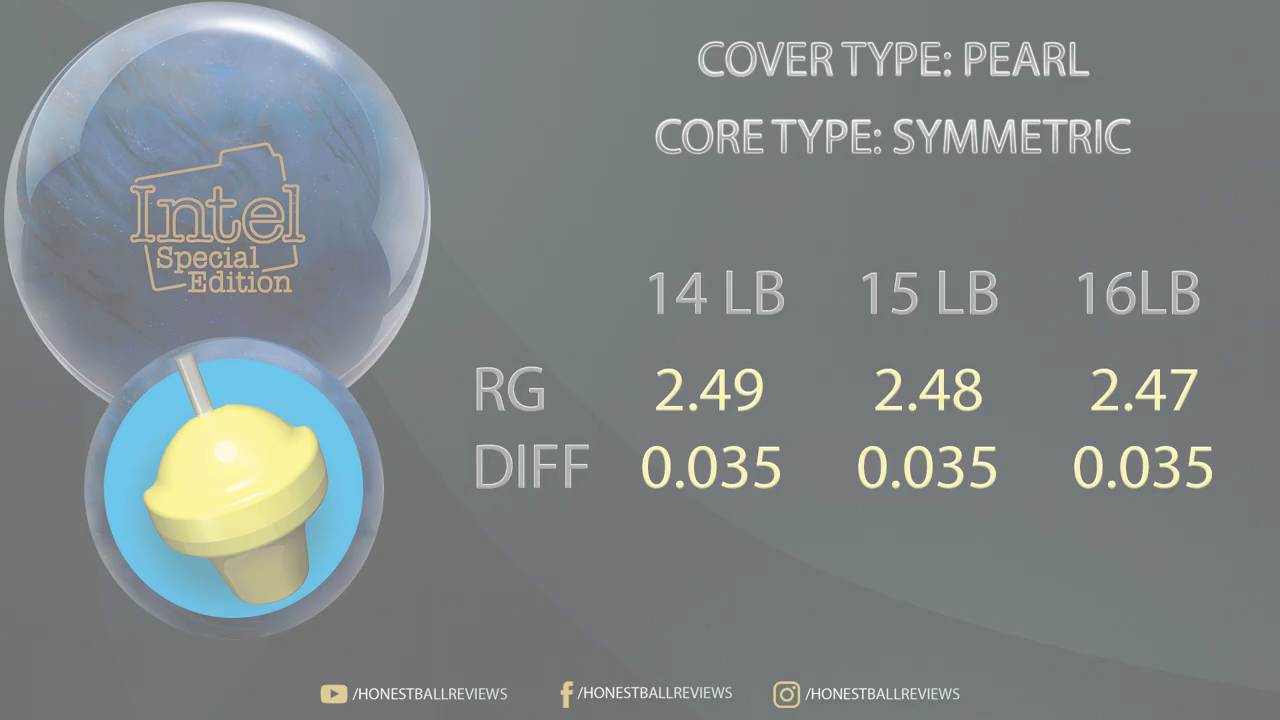 COVER TYPE: PEARL
CORE TYPE: SYMMETRIC
Intel
Special
Edition
14 LB 15 LB 16LB
RG 2.49 2.48 2.47
DIFF 0.035 0.035 0.035
/HONESTBALLREVIEWS /HONESTBALLREVIEWS /HONESTBALLREVIEWS